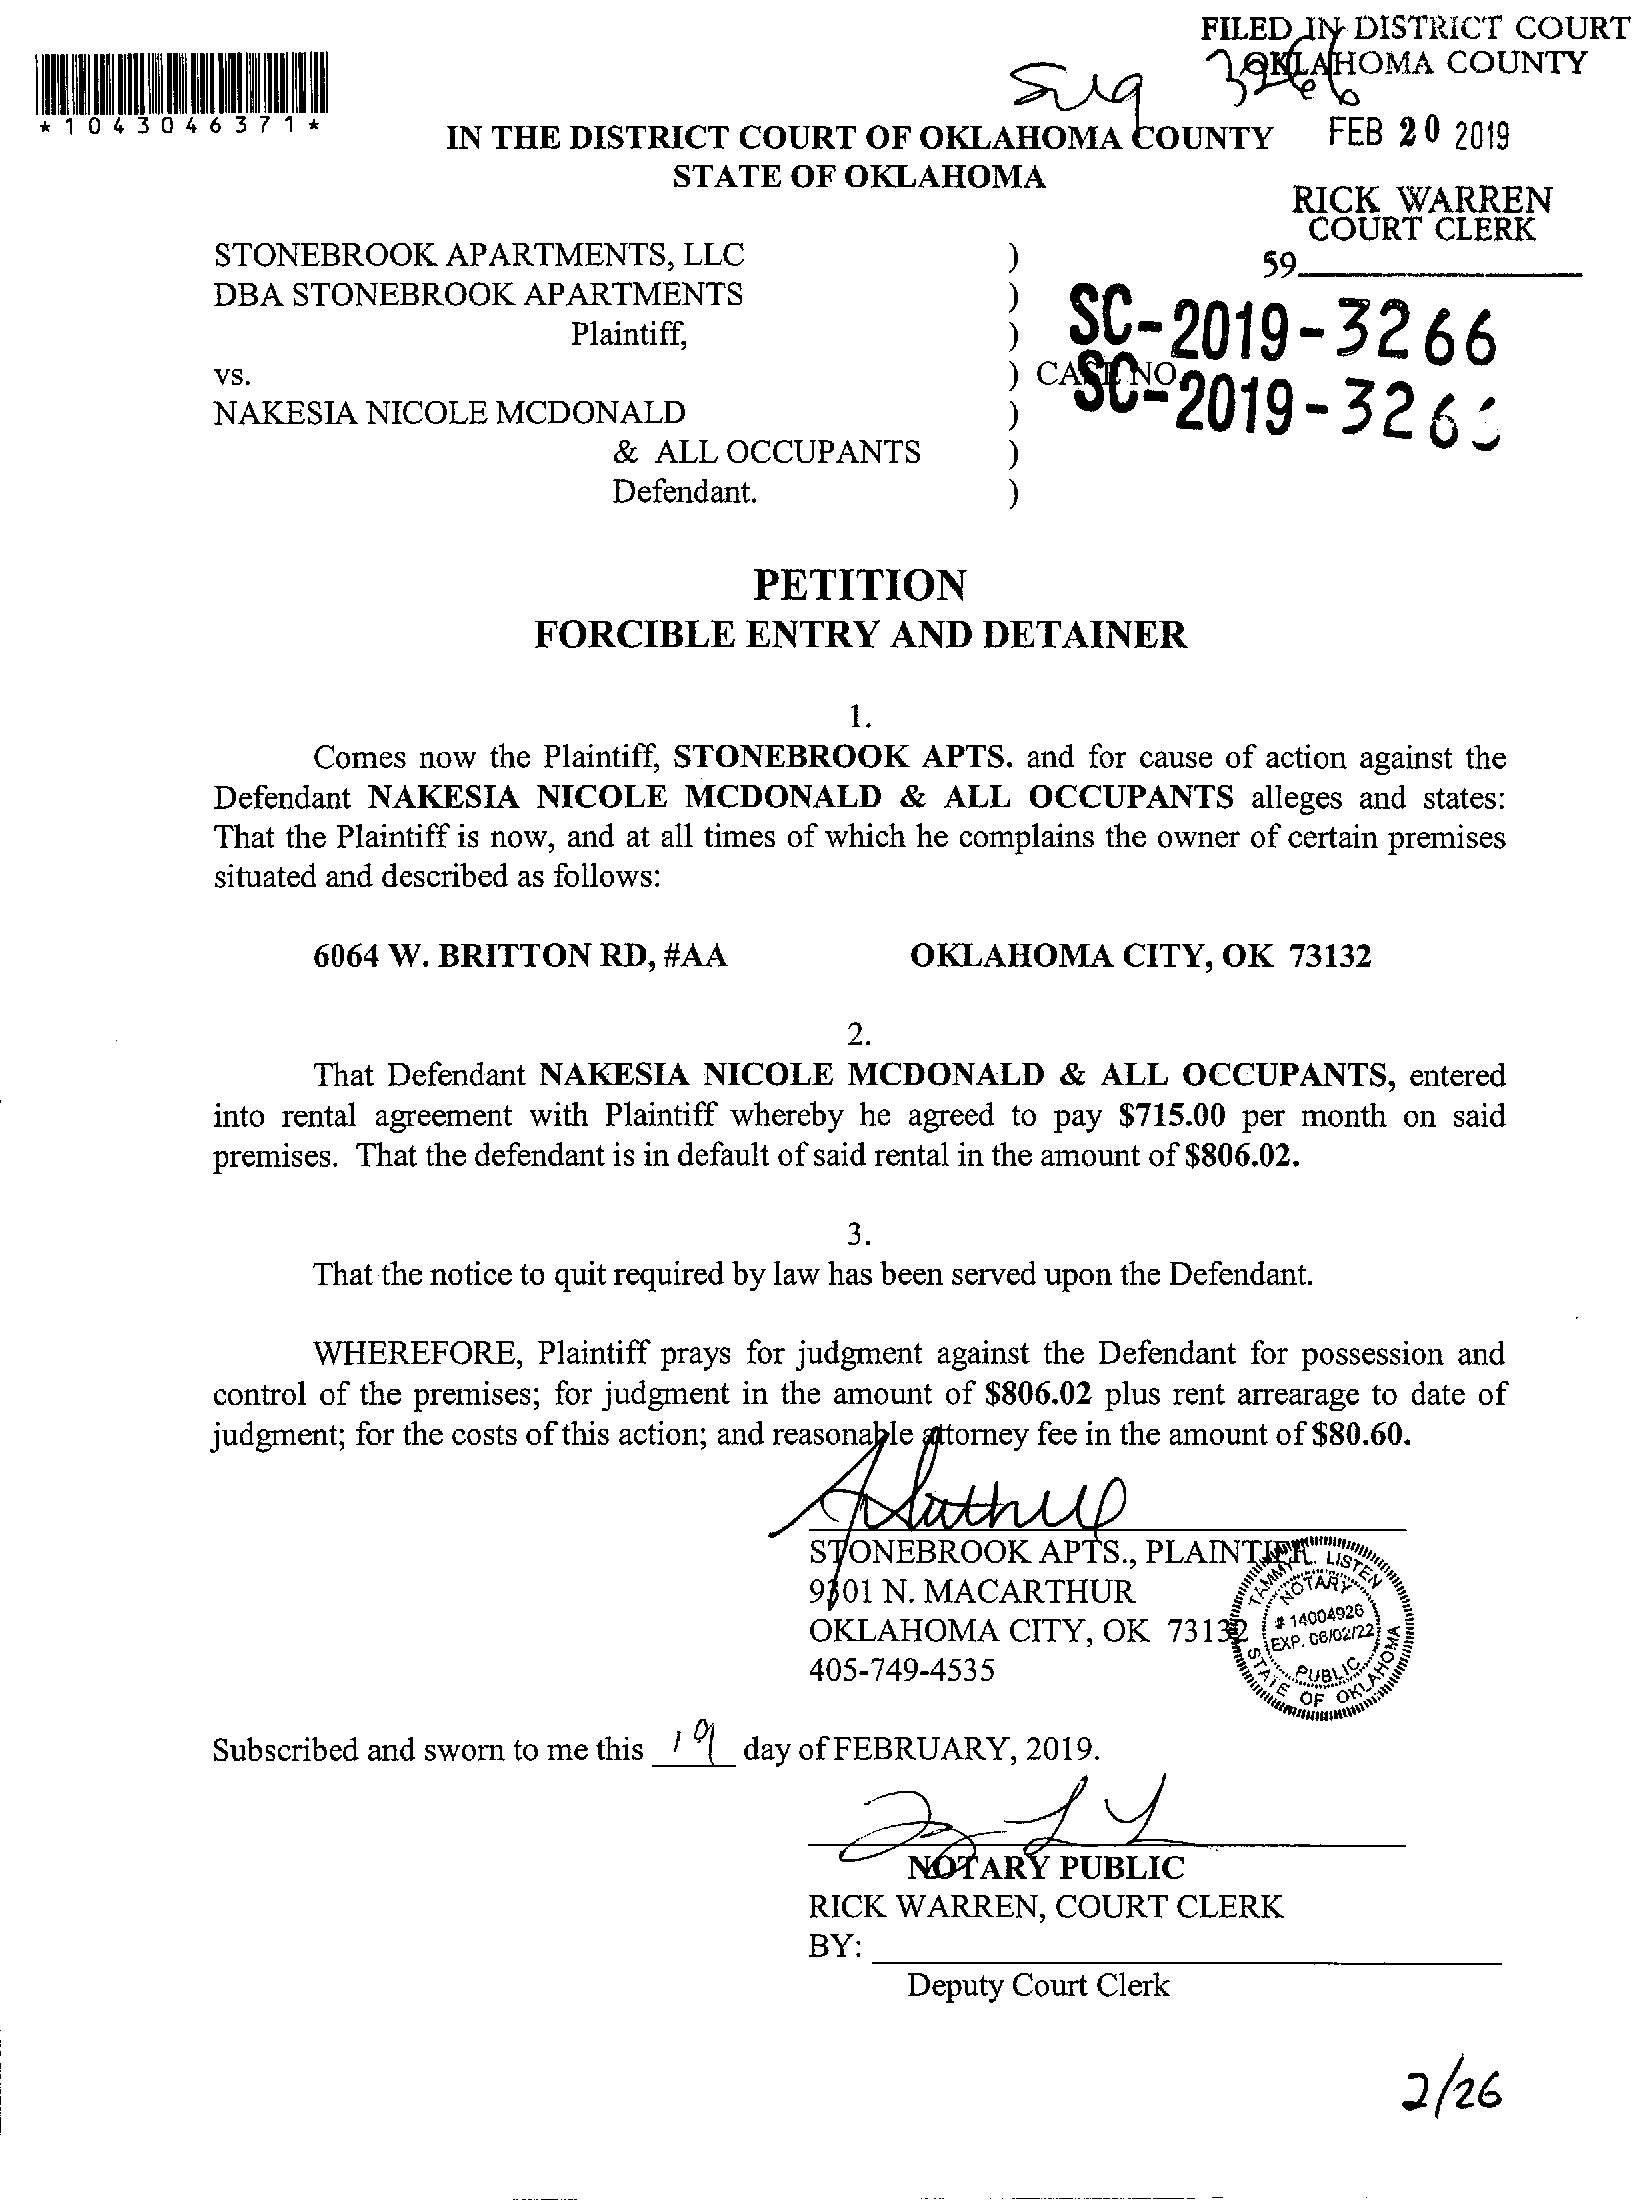 FILED IN DISTRICT COURT
OKLAHOMA COUNTY
*1043046371*
IN THE DISTRICT COURT OF OKLAHOMA COUNTY
FEB 20 2019
STATE OF OKLAHOMA
RICK WARREN
COURT CLERK
59
STONEBROOK APARTMENTS, LLC )
DBA STONEBROOK APARTMENTS )
SC-2019-3266
Plaintiff, )
vs. ) CASE NO.
SC-2019-326
NAKESIA NICOLE MCDONALD )
& ALL OCCUPANTS )
Defendant. )
PETITION
FORCIBLE ENTRY AND DETAINER
1.
Comes now the Plaintiff, STONEBROOK APTS. and for cause of action against the
Defendant NAKESIA NICOLE MCDONALD & ALL OCCUPANTS alleges and states:
That the Plaintiff is now, and at all times of which he complains the owner of certain premises
situated and described as follows:
6064 W. BRITTON RD, #AA OKLAHOMA CITY, OK 73132
2.
That Defendant NAKESIA NICOLE MCDONALD & ALL OCCUPANTS, entered
into rental agreement with Plaintiff whereby he agreed to pay $715.00 per month on said
premises. That the defendant is in default of said rental in the amount of $806.02.
3.
That the notice to quit required by law has been served upon the Defendant.
WHEREFORE, Plaintiff prays for judgment against the Defendant for possession and
control of the premises; for judgment in the amount of $806.02 plus rent arrearage to date of
judgment; for the costs of this action; and reasonable attorney fee in the amount of $80.60.
STONEBROOK APTS., PLAINTIFF
9301 N. MACARTHUR
OKLAHOMA CITY, OK 73132
405-749-4535
TAMMY L. LISTEN
NOTARY
# 14004926
EXP. 06/02/22
PUBLIC
STATE OF OKLAHOMA
Subscribed and sworn to me this 19 day of FEBRUARY, 2019.
NOTARY PUBLIC
RICK WARREN, COURT CLERK
BY:
Deputy Court Clerk
2/26